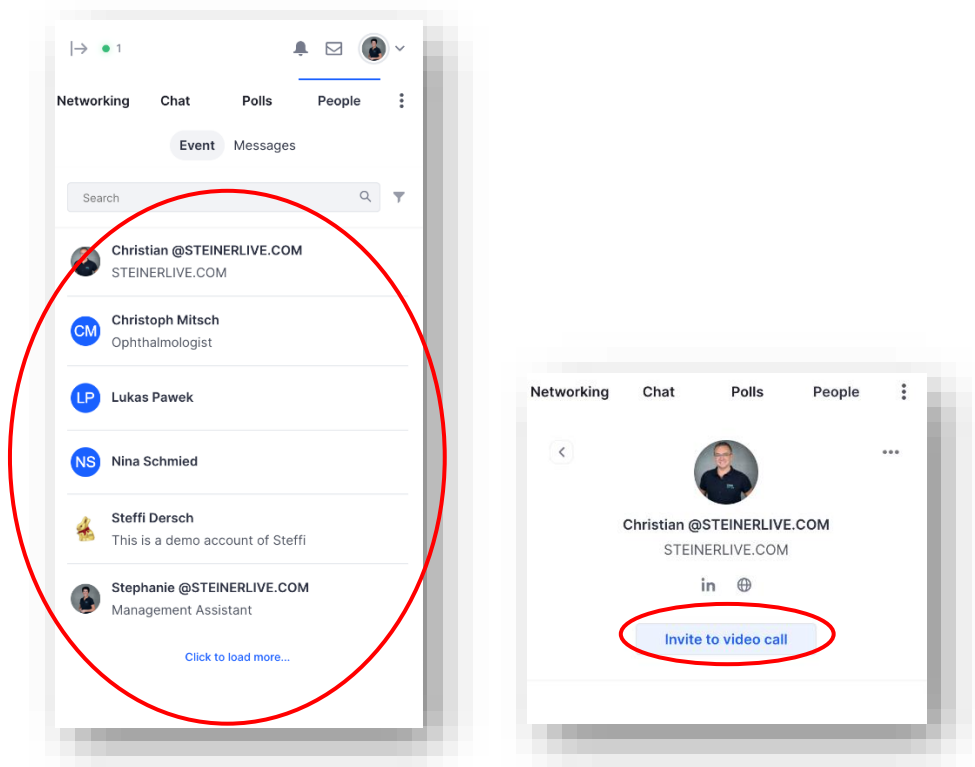 1
Networking Chat Polls People
Event Messages
Search
Christian @STEINERLIVE.COM
STEINERLIVE.COM
CM
Christoph Mitsch
Ophthalmologist
LP
Lukas Pawek
NS
Nina Schmied
Steffi Dersch
This is a demo account of Steffi
Stephanie @STEINERLIVE.COM
Management Assistant
Click to load more...
Networking Chat Polls People
Christian @STEINERLIVE.COM
STEINERLIVE.COM
in
Invite to video call